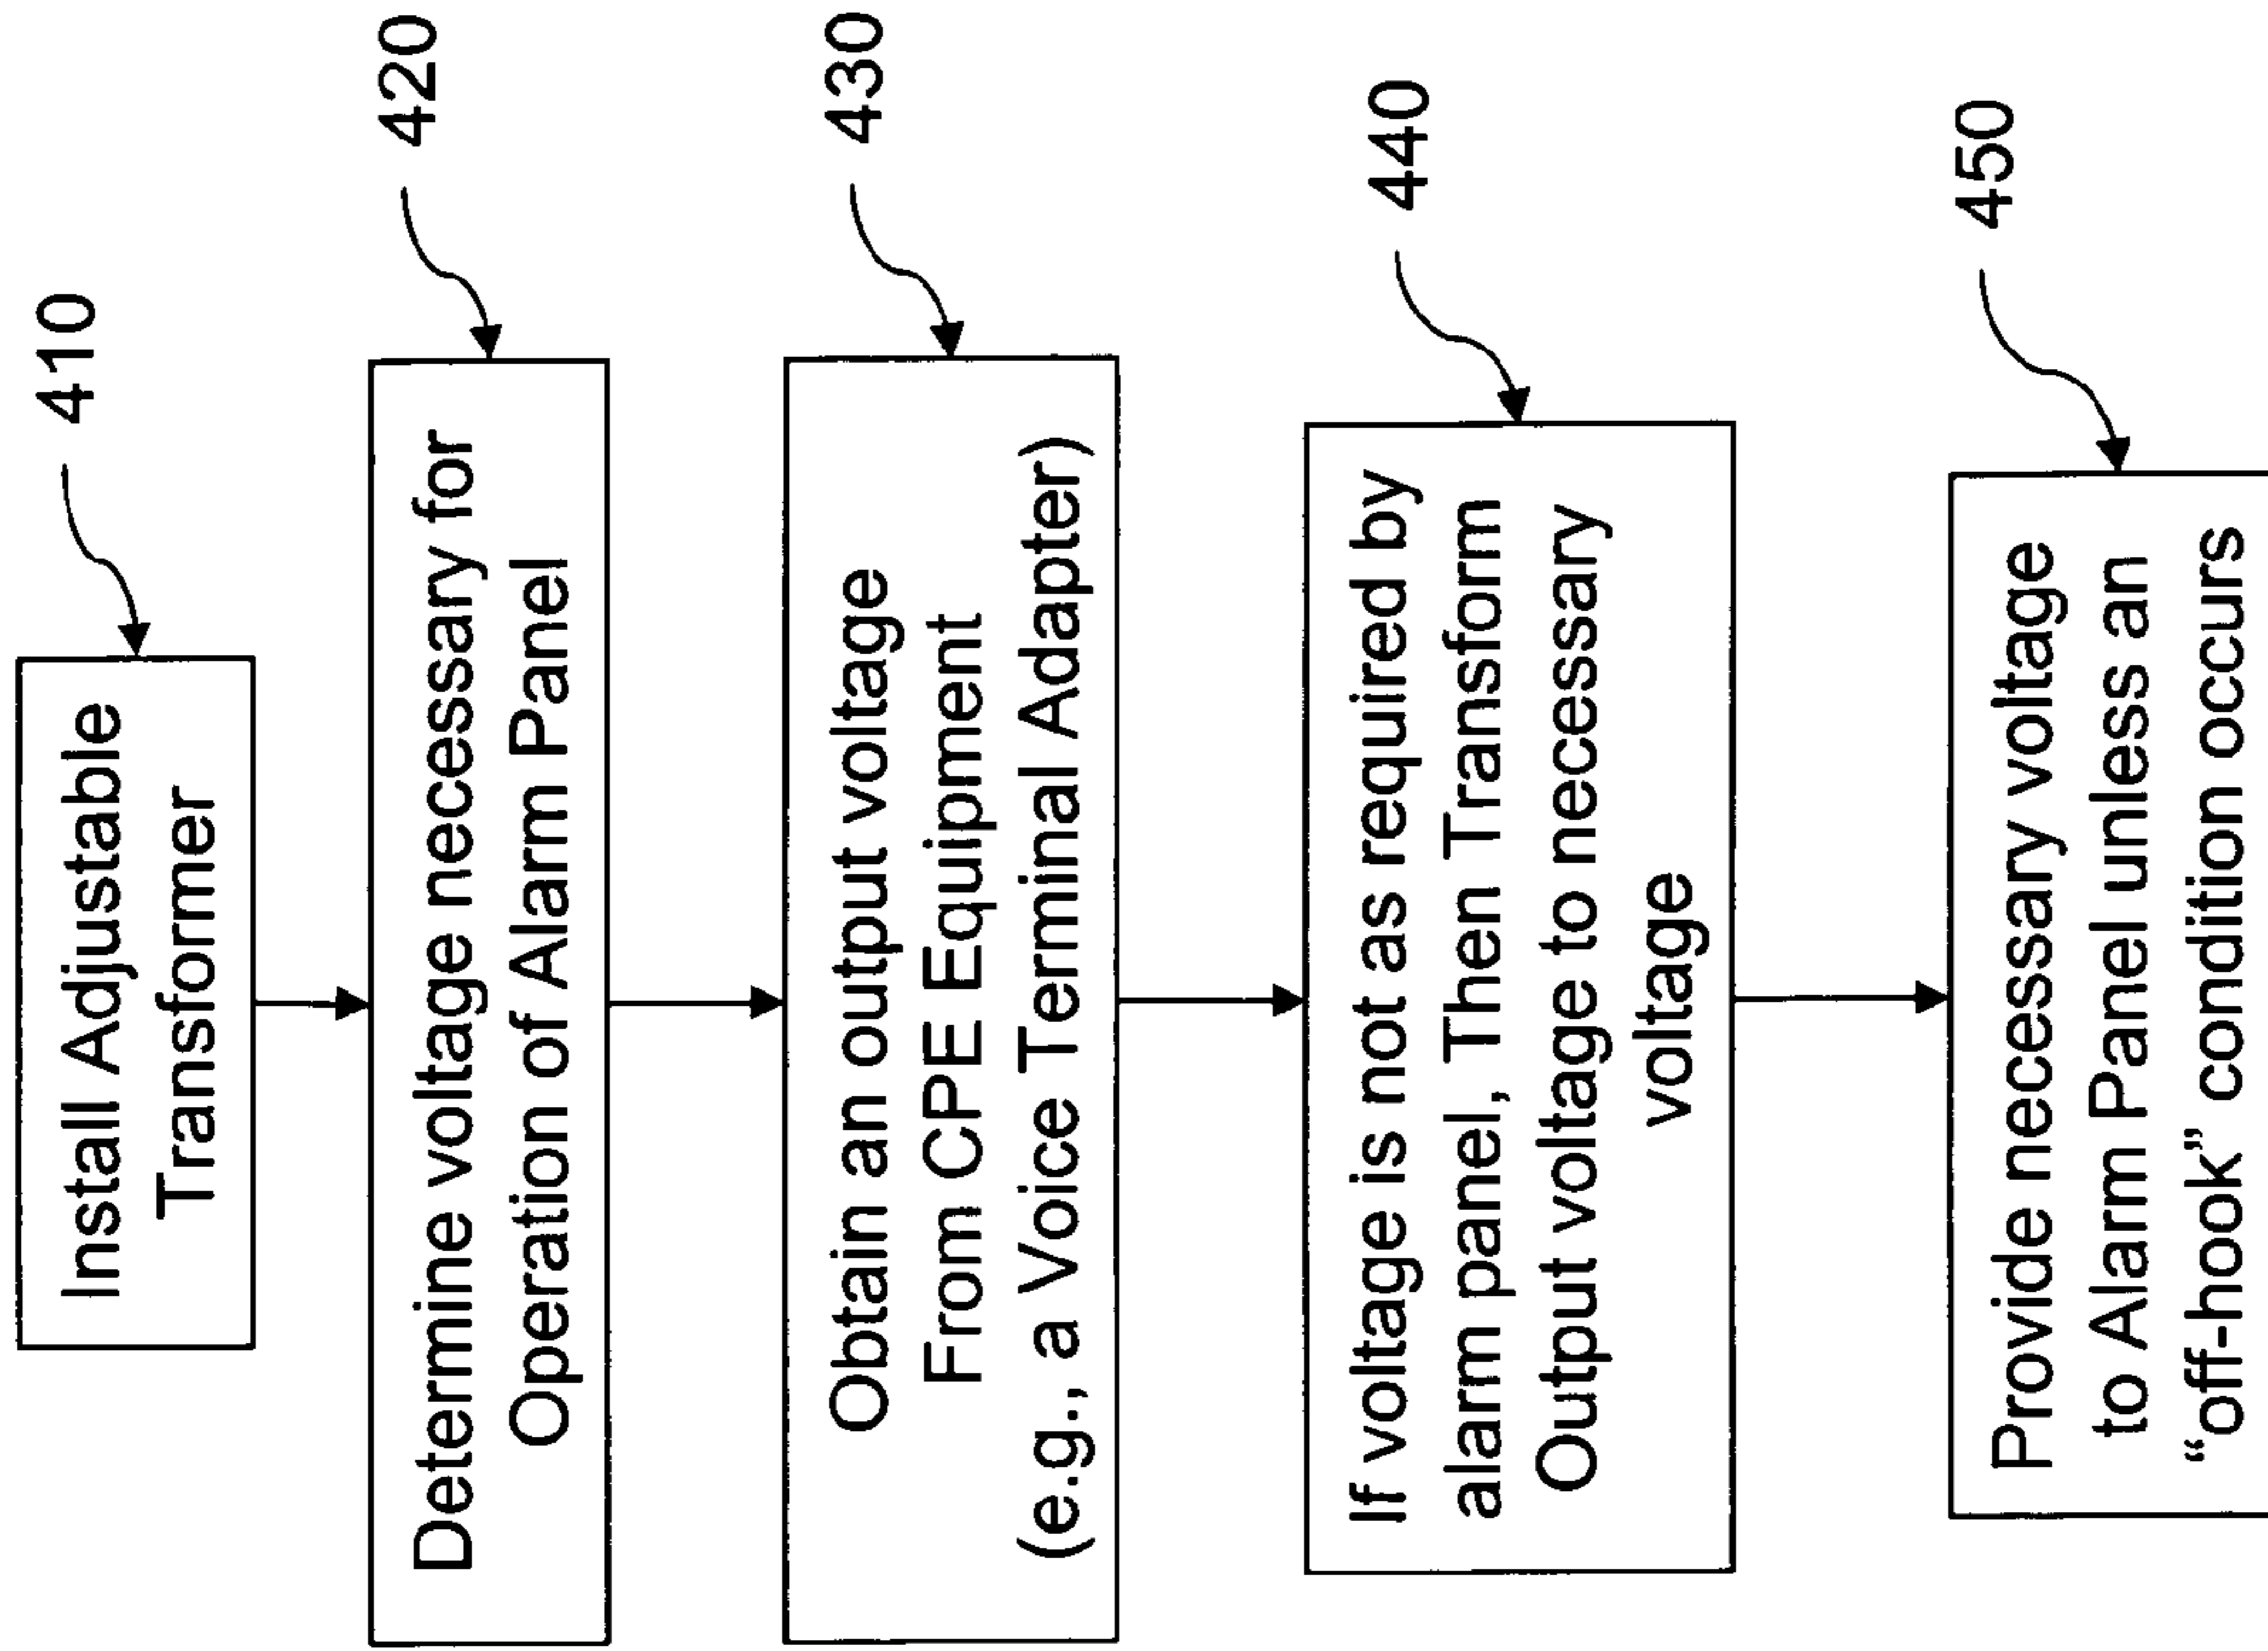 410
Install Adjustable
Transformer
420
Determine voltage necessary for
Operation of Alarm Panel
430
Obtain an output voltage
From CPE Equipment
(e.g., a Voice Terminal Adapter)
440
If voltage is not as required by
alarm panel, Then Transform
Output voltage to necessary
voltage
450
Provide necessary voltage
to Alarm Panel unless an
“off-hook” condition occurs